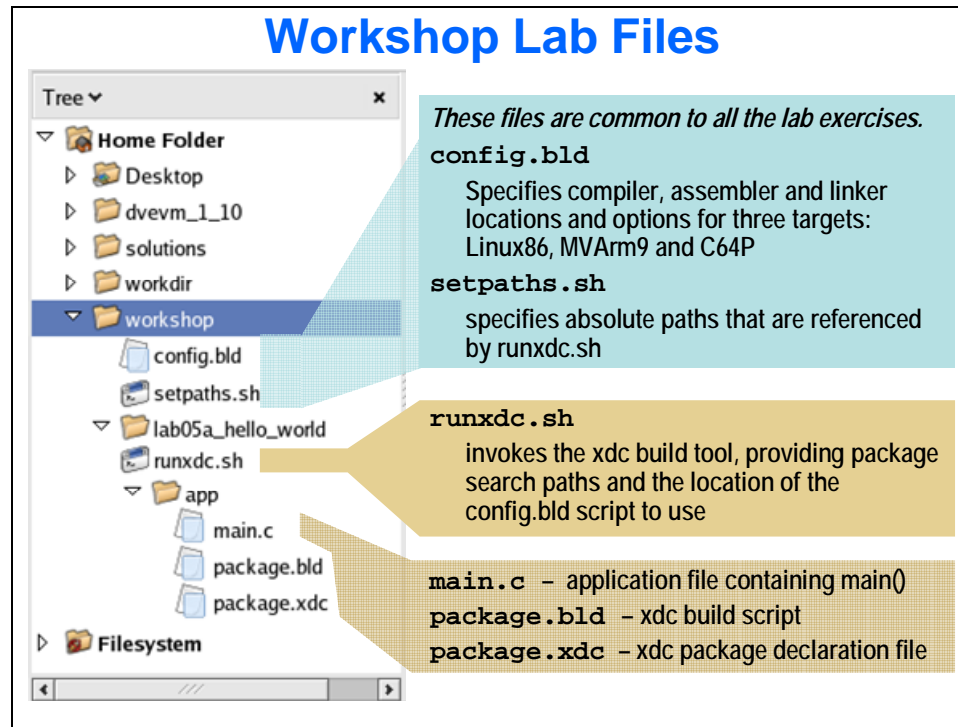 Workshop Lab Files
Tree
Home Folder
Desktop
dvevm_1_10
solutions
workdir
workshop
config.bld
setpaths.sh
lab05a_hello_world
runxdc.sh
app
main.c
package.bld
package.xdc
Filesystem
These files are common to all the lab exercises.
config.bld
Specifies compiler, assembler and linker
locations and options for three targets:
Linux86, MVArm9 and C64P
setpaths.sh
specifies absolute paths that are referenced
by runxdc.sh
runxdc.sh
invokes the xdc build tool, providing package
search paths and the location of the
config.bld script to use
main.c – application file containing main()
package.bld – xdc build script
package.xdc – xdc package declaration file